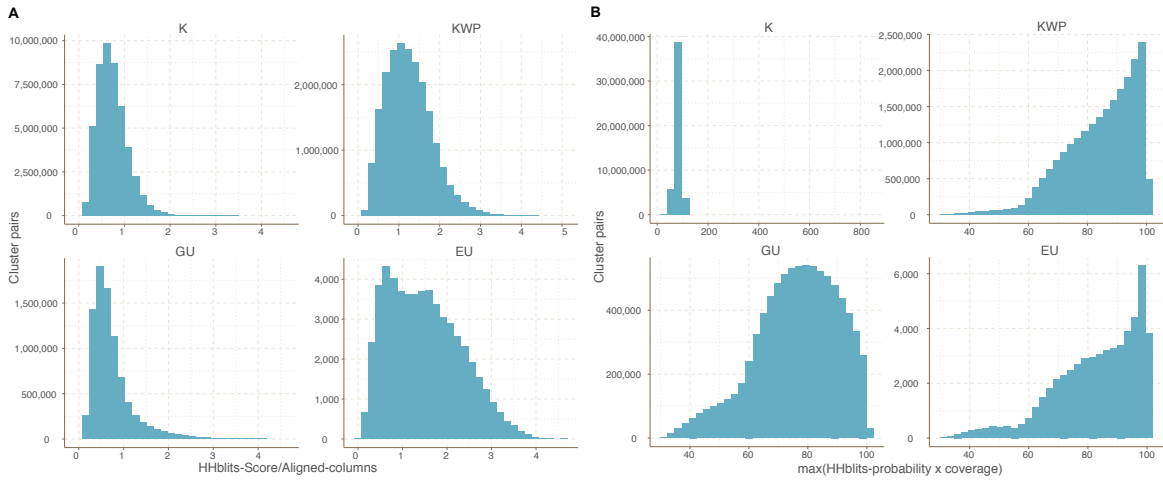 A
K
10,000,000
7,500,000
5,000,000
2,500,000
0
0 1 2 3 4
KWP
2,000,000
1,000,000
0
0 1 2 3 4 5
GU
1,500,000
1,000,000
500,000
0
0 1 2 3 4
EU
4,000
3,000
2,000
1,000
0
0 1 2 3 4
Cluster pairs
HHblits-Score/Aligned-columns
B
K
40,000,000
30,000,000
20,000,000
10,000,000
0
0 200 400 600 800
KWP
2,500,000
2,000,000
1,500,000
1,000,000
500,000
0
40 60 80 100
GU
400,000
200,000
0
40 60 80 100
EU
6,000
4,000
2,000
0
40 60 80 100
Cluster pairs
max(HHblits-probability x coverage)